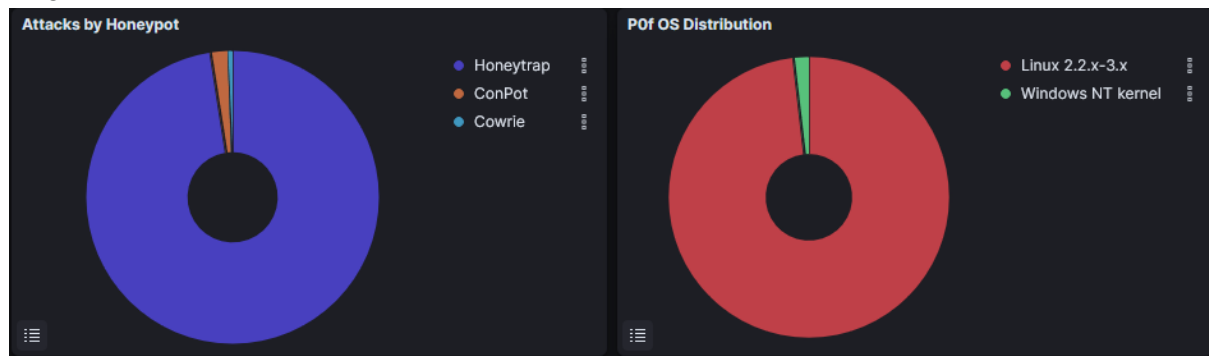 Attacks by Honeypot
Honeytrap
ConPot
Cowrie
P0f OS Distribution
Linux 2.2.x-3.x
Windows NT kernel